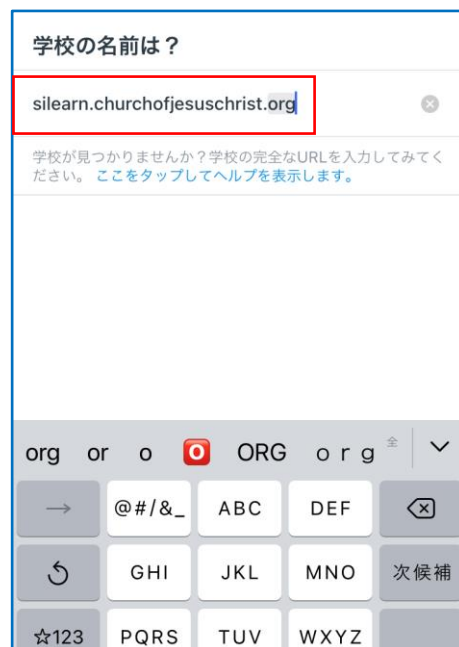 学校の名前は？
silearn.churchofjesuschrist.org
学校が見つかりませんか？学校の完全なURLを入力してみてく
ださい。 ここをタップしてヘルプを表示します。
org or o 🅾 ORG ｏｒｇ 全
→ @#/&_ ABC DEF
GHI JKL MNO 次候補
☆123 PQRS TUV WXYZ